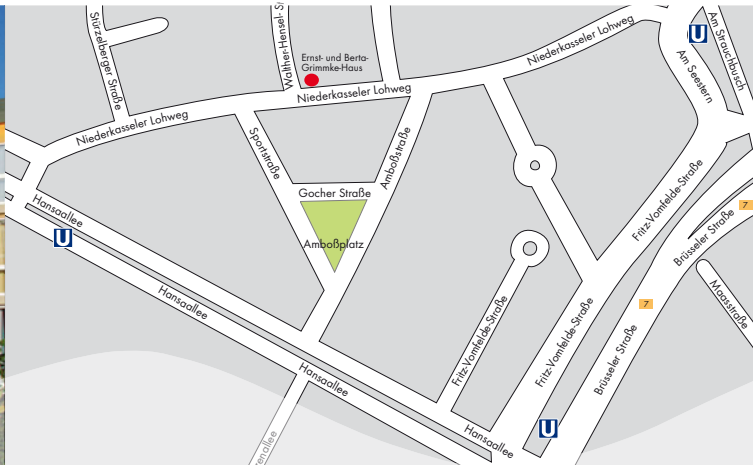 Stürzelberger Straße
Walther-Hensel-S
Ernst- und Berta-
Grimmke-Haus
U
Am Strauchbusch
Niederkasseler Lohweg
Am Seestern
Niederkasseler Lohweg
Niederkasseler Lohweg
Sportstraße
Amboßstraße
Gocher Straße
Amboßplatz
Hansaallee
U
Hansaallee
Fritz-Vomfelde-Straße
7
Brüsseler Straße
7
Maasstraße
Fritz-Vomfelde-Straße
Fritz-Vomfelde-Straße
Brüsseler Straße
Hansaallee
Hansaallee
U
enallee